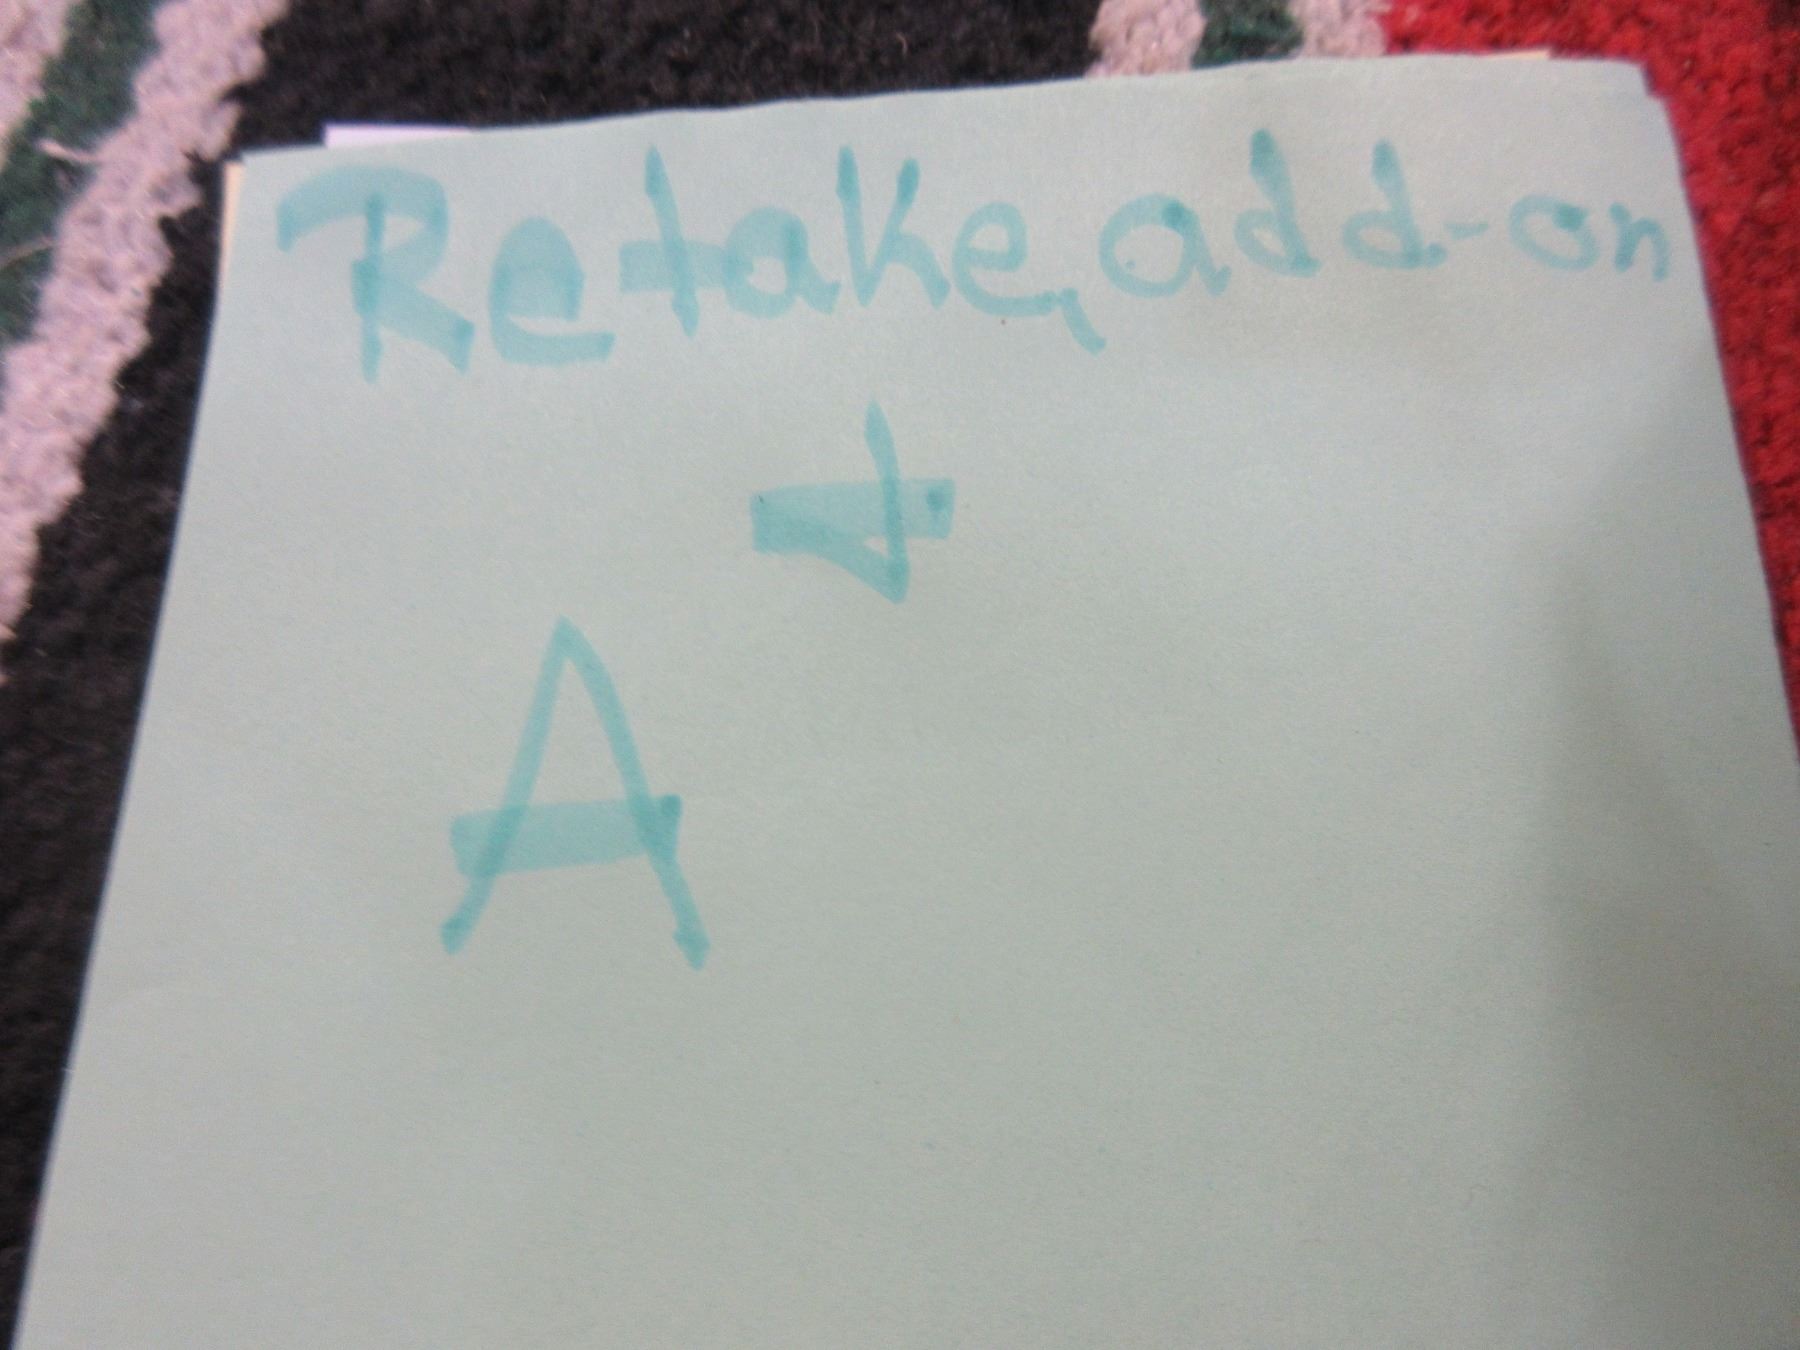 Retake, add-on
A